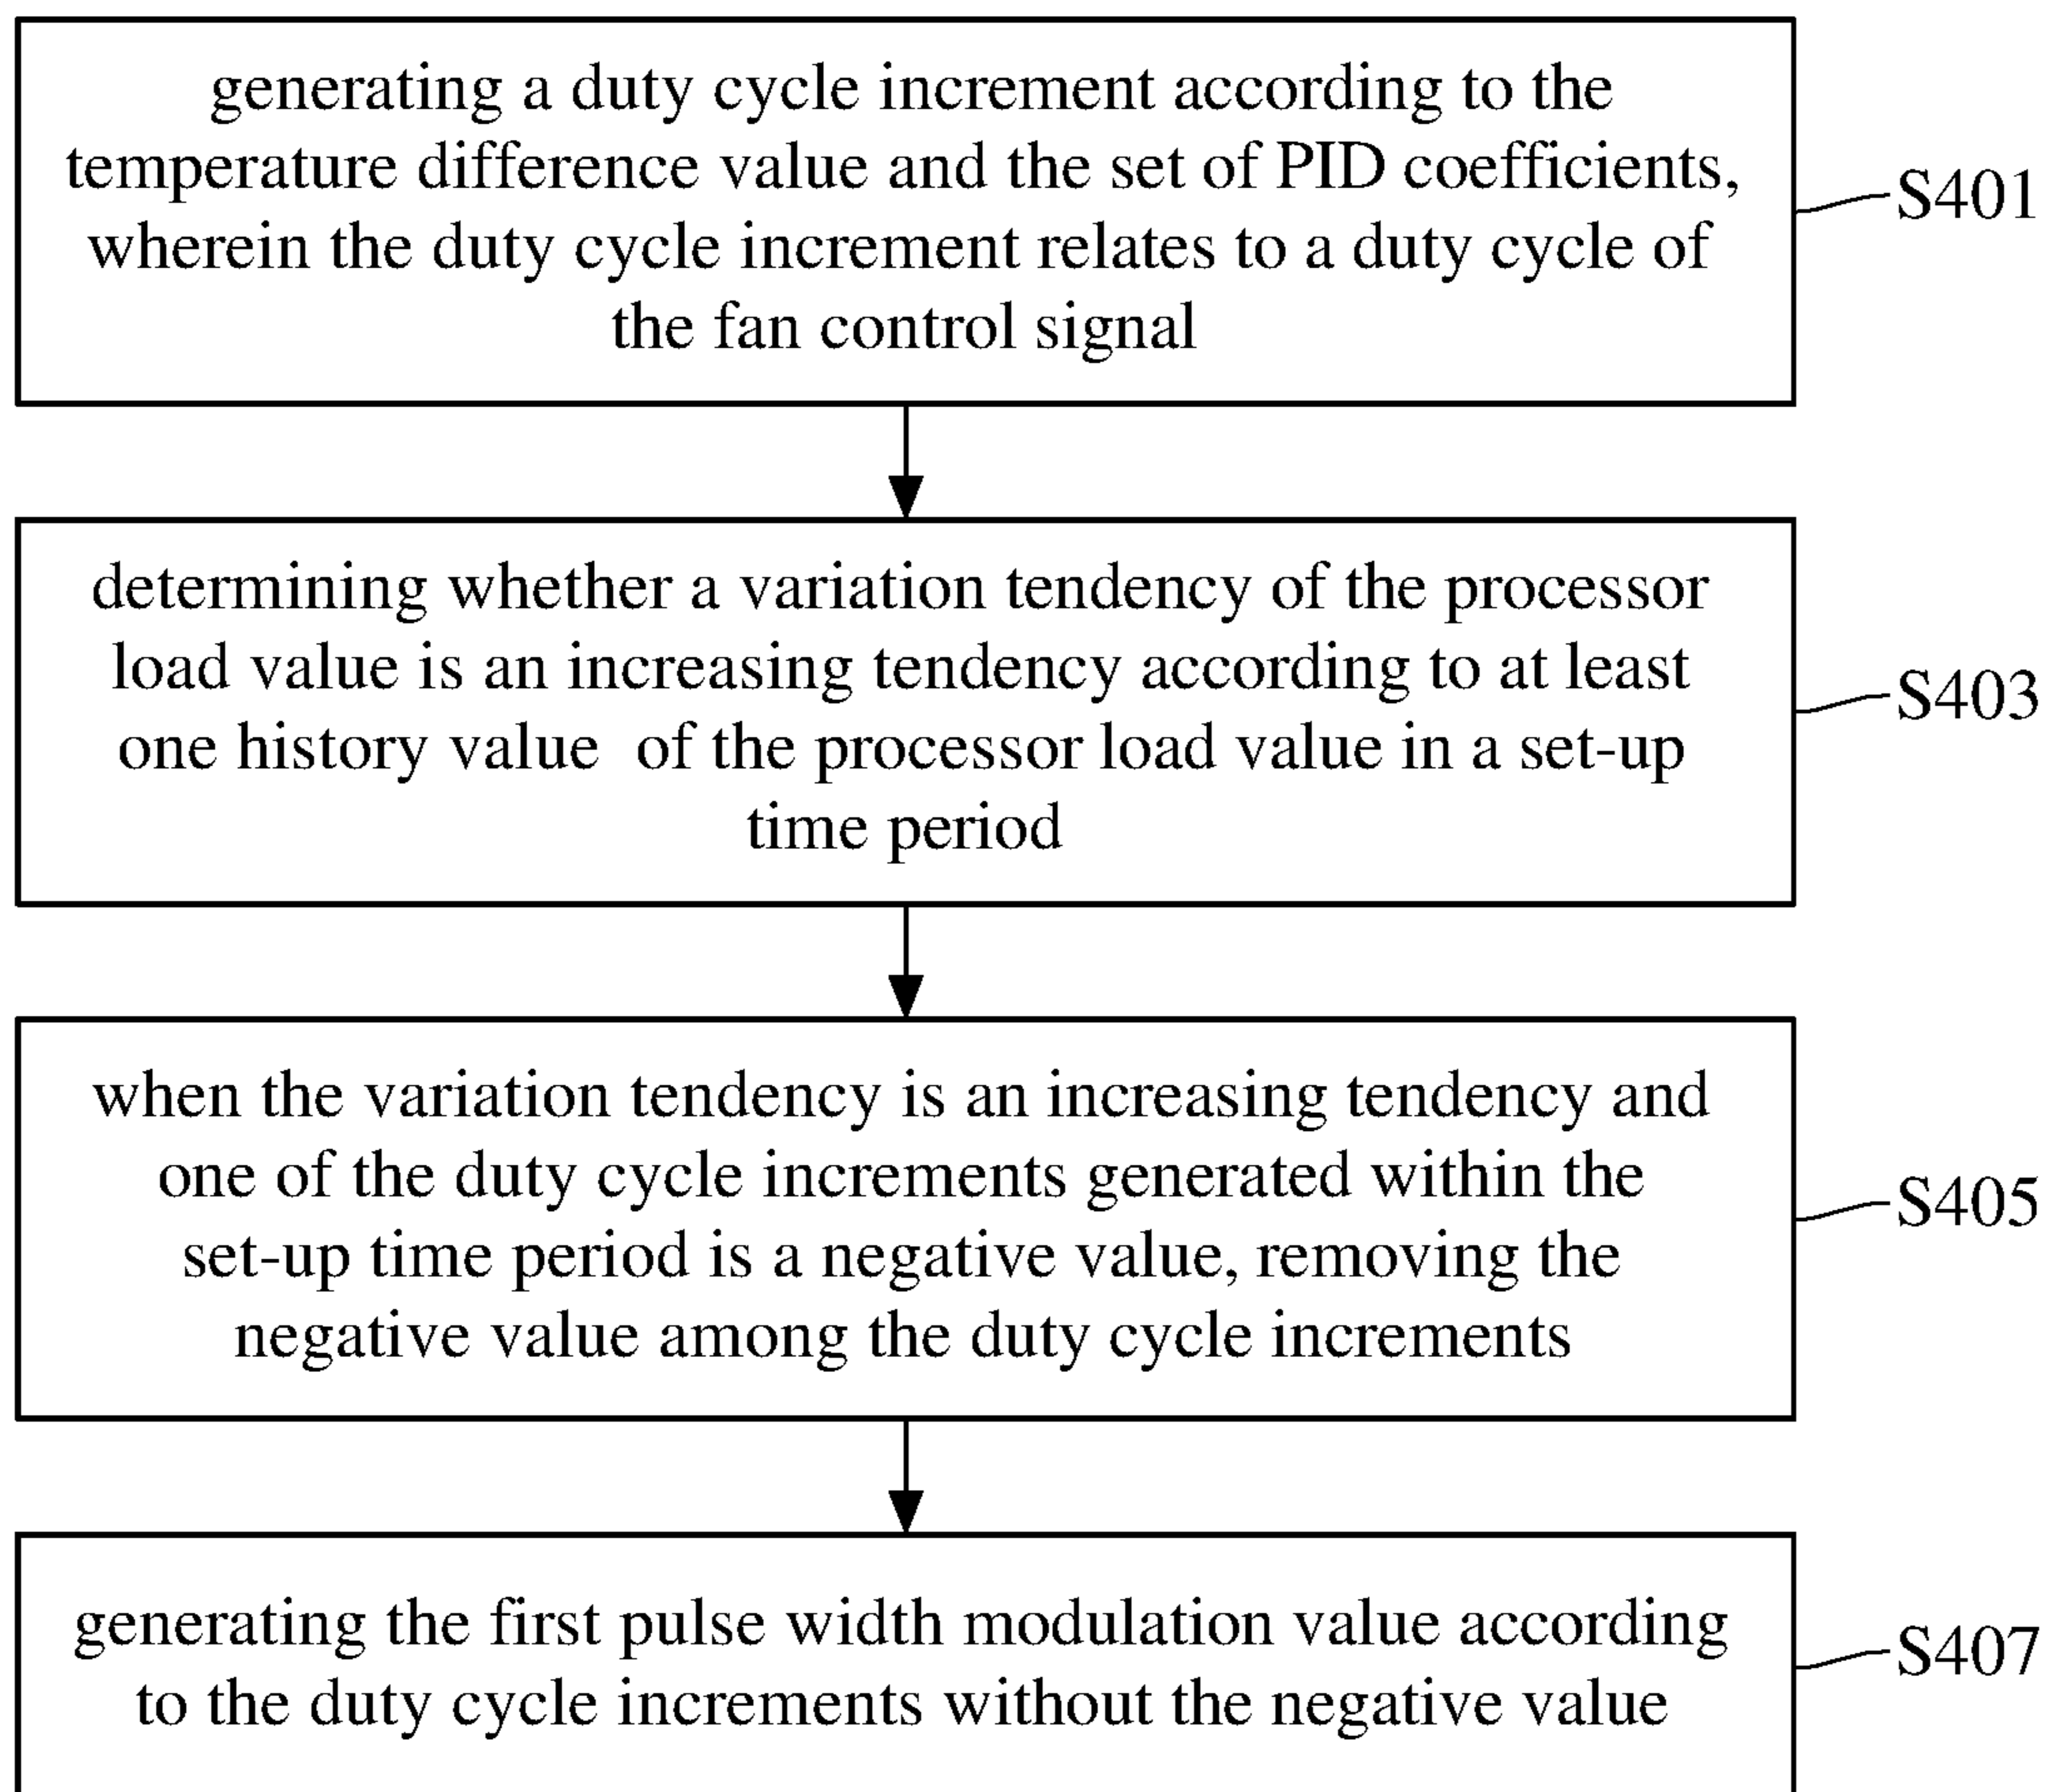 generating a duty cycle increment according to the
temperature difference value and the set of PID coefficients,
wherein the duty cycle increment relates to a duty cycle of
the fan control signal
S401
determining whether a variation tendency of the processor
load value is an increasing tendency according to at least
one history value of the processor load value in a set-up
time period
S403
when the variation tendency is an increasing tendency and
one of the duty cycle increments generated within the
set-up time period is a negative value, removing the
negative value among the duty cycle increments
S405
generating the first pulse width modulation value according
to the duty cycle increments without the negative value
S407